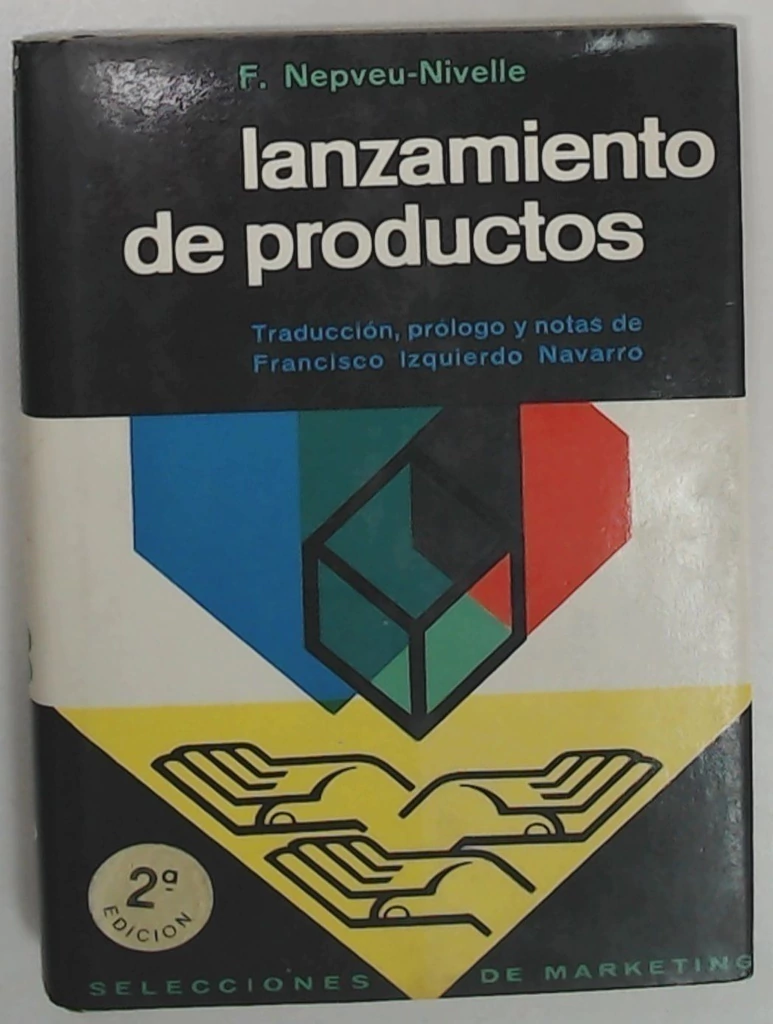 F. Nepveu-Nivelle
lanzamiento
de productos
Traducción, prólogo y notas de
Francisco Izquierdo Navarro
2ª
EDICION
SELECCIONES DE MARKETING